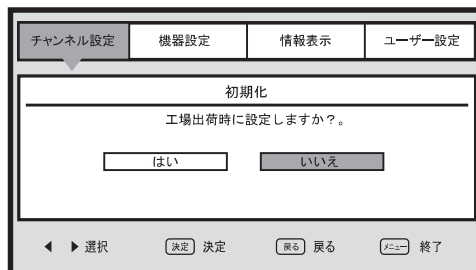 チャンネル設定 機器設定 情報表示 ユーザー設定
初期化
工場出荷時に設定しますか？。
はい いいえ
◀ ▶ 選択 決定 決定 戻る 戻る メニュー 終了